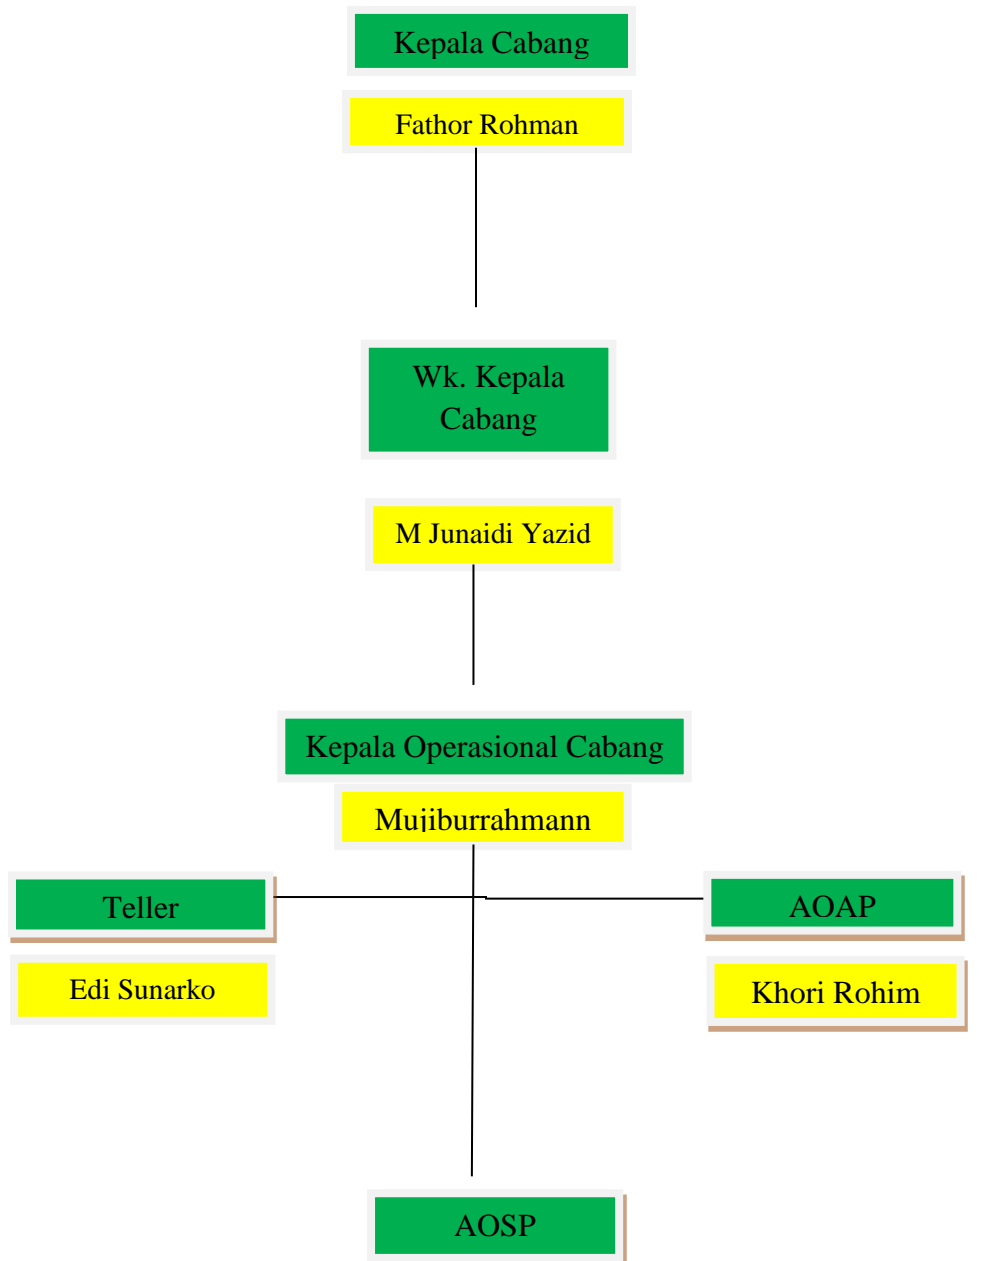 Kepala Cabang
Fathor Rohman
Wk. Kepala
Cabang
M Junaidi Yazid
Kepala Operasional Cabang
Mujiburrahmann
Teller
AOAP
Edi Sunarko
Khori Rohim
AOSP